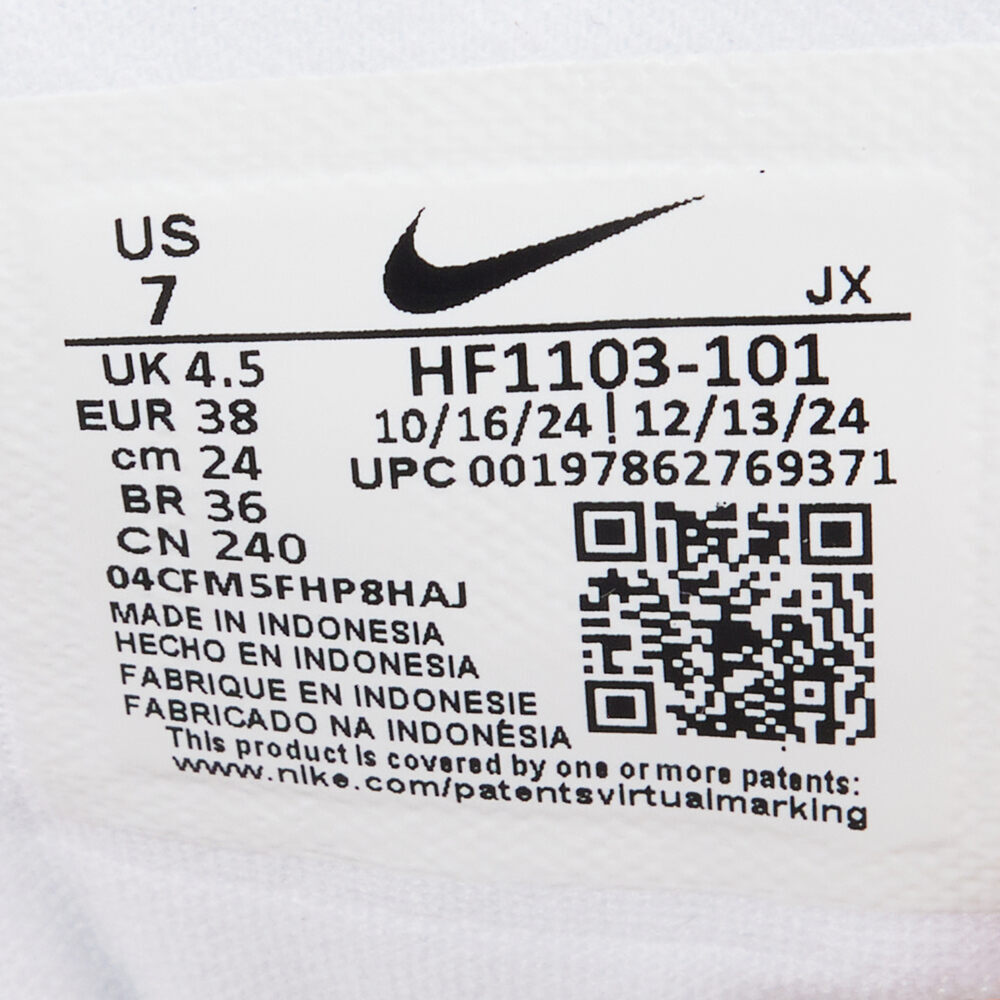 US
7
JX
UK 4.5
EUR 38
cm 24
BR 36
CN 240
HF1103-101
10/16/24 | 12/13/24
UPC 00197862769371
04CFM5FHP8HAJ
MADE IN INDONESIA
HECHO EN INDONESIA
FABRIQUE EN INDONESIE
FABRICADO NA INDONÉSIA
This product is covered by one or more patents:
www.nike.com/patentsvirtualmarking